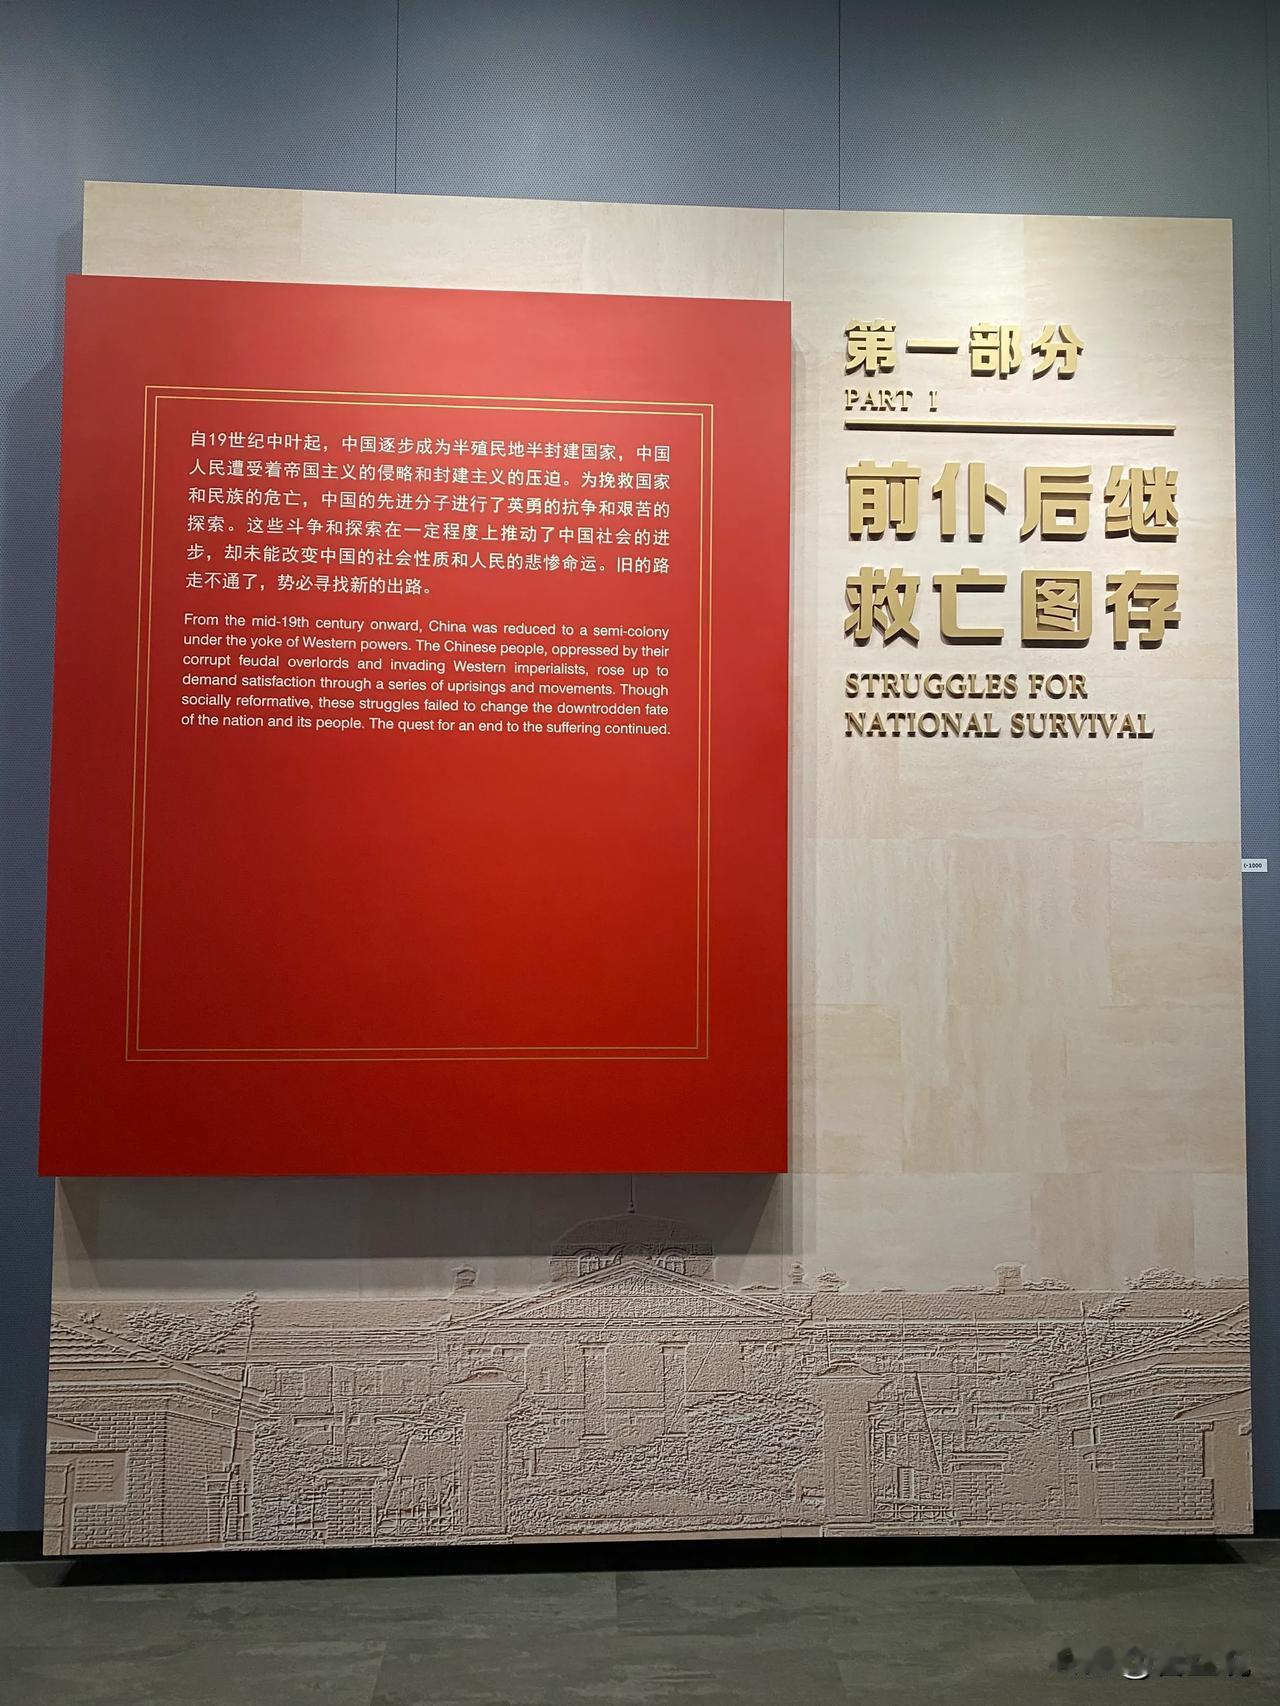 第一部分
PART I
前仆后继
救亡图存
STRUGGLES FOR
NATIONAL SURVIVAL
自19世纪中叶起，中国逐步成为半殖民地半封建国家，中国
人民遭受着帝国主义的侵略和封建主义的压迫。为挽救国家
和民族的危亡，中国的先进分子进行了英勇的抗争和艰苦的
探索。这些斗争和探索在一定程度上推动了中国社会的进
步，却未能改变中国的社会性质和人民的悲惨命运。旧的路
走不通了，势必寻找新的出路。
From the mid-19th century onward, China was reduced to a semi-colony
under the yoke of Western powers. The Chinese people, oppressed by their
corrupt feudal overlords and invading Western imperialists, rose up to
demand satisfaction through a series of uprisings and movements. Though
socially reformative, these struggles failed to change the downtrodden fate
of the nation and its people. The quest for an end to the suffering continued.